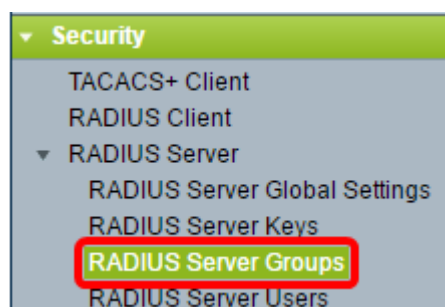 Security
TACACS+ Client
RADIUS Client
RADIUS Server
RADIUS Server Global Settings
RADIUS Server Keys
RADIUS Server Groups
RADIUS Server Users